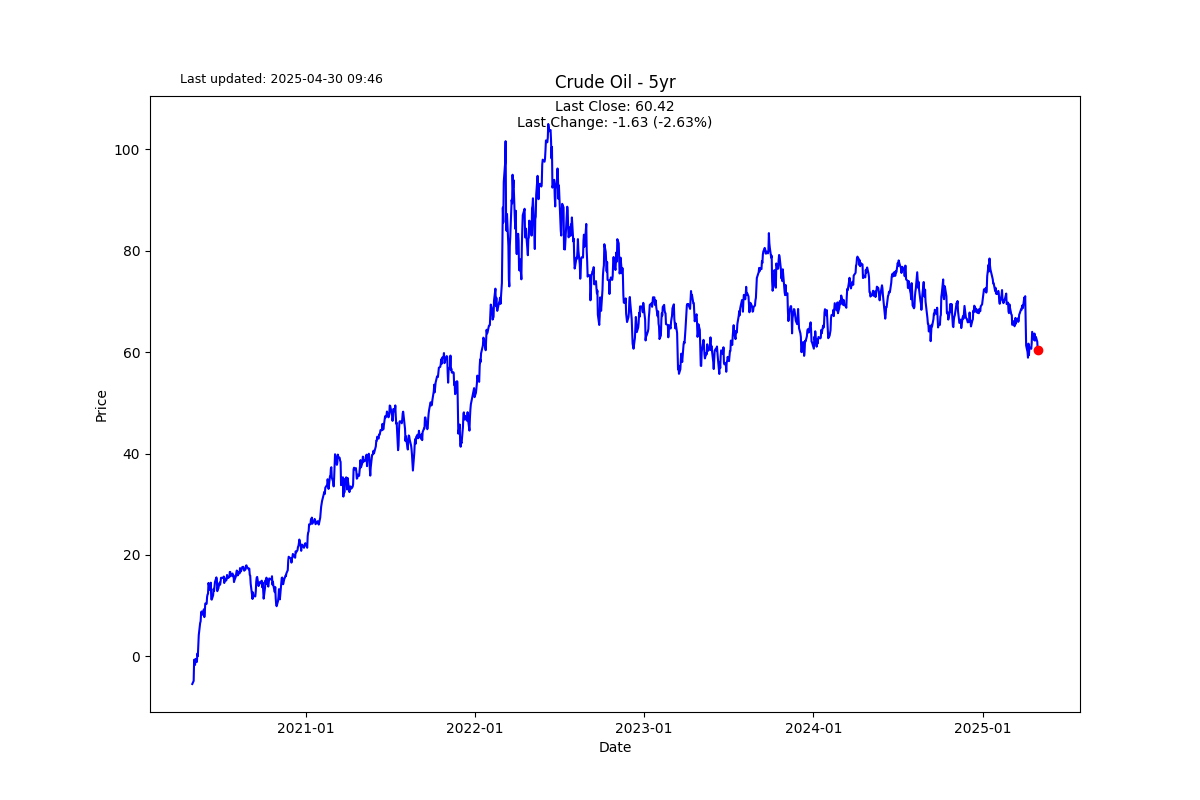 Last updated: 2025-04-30 09:46
Crude Oil - 5yr
Last Close: 60.42
Last Change: -1.63 (-2.63%)
100
80
60
40
20
0
Price
2021-01
2022-01
2023-01
2024-01
2025-01
Date